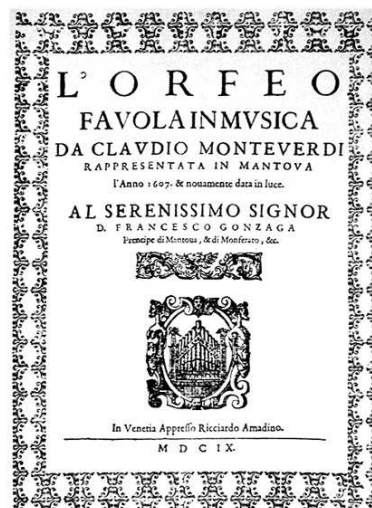 L'ORFEO
FAVOLA IN MVSICA
DA CLAVDIO MONTEVERDI
RAPPRESENTATA IN MANTOVA
l'Anno 1607. & nouamente data in luce.
AL SERENISSIMO SIGNOR
D. FRANCESCO GONZAGA
Prencipe di Mantoua, & di Monferato, &c.
In Venetia Appreſſo Ricciardo Amadino.
M D C IX.